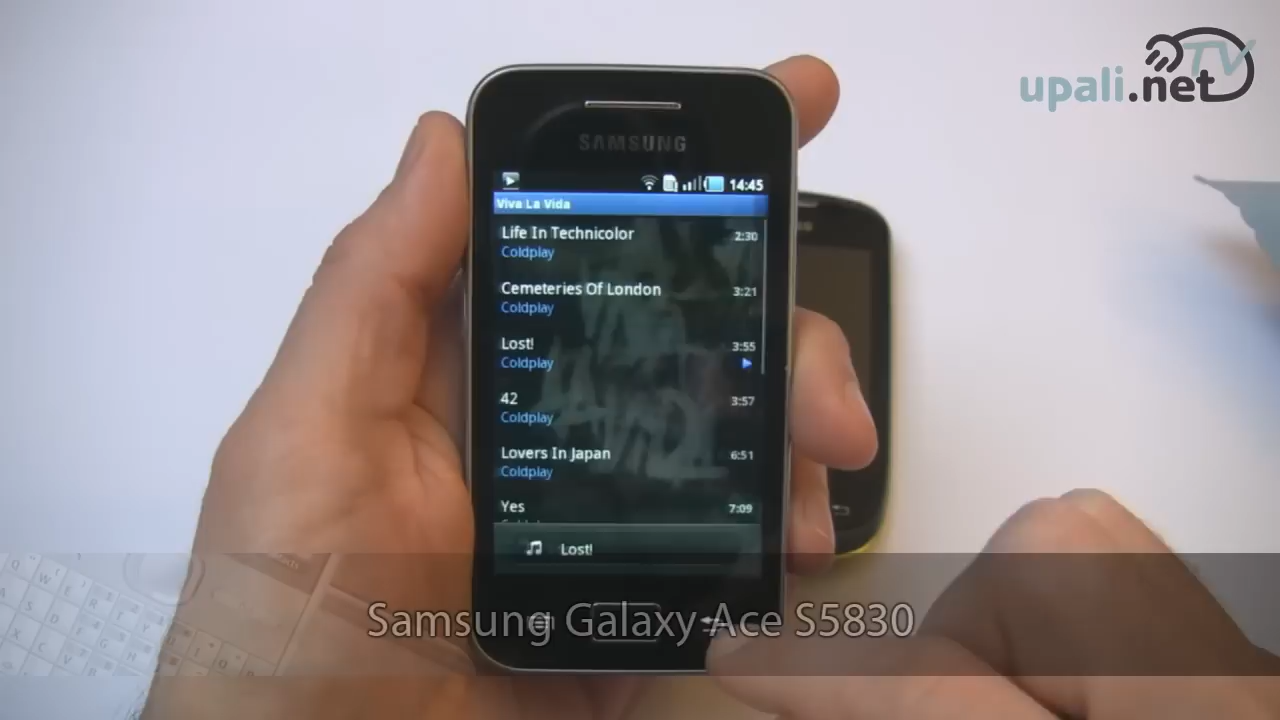 TV
upali.net
SAMSUNG
14:45
Viva La Vida
Life In Technicolor 2:30
Coldplay
Cemeteries Of London 3:21
Coldplay
Lost! 3:55
Coldplay
42 3:57
Coldplay
Lovers In Japan 6:51
Coldplay
Yes 7:09
Lost!
Samsung Galaxy Ace S5830